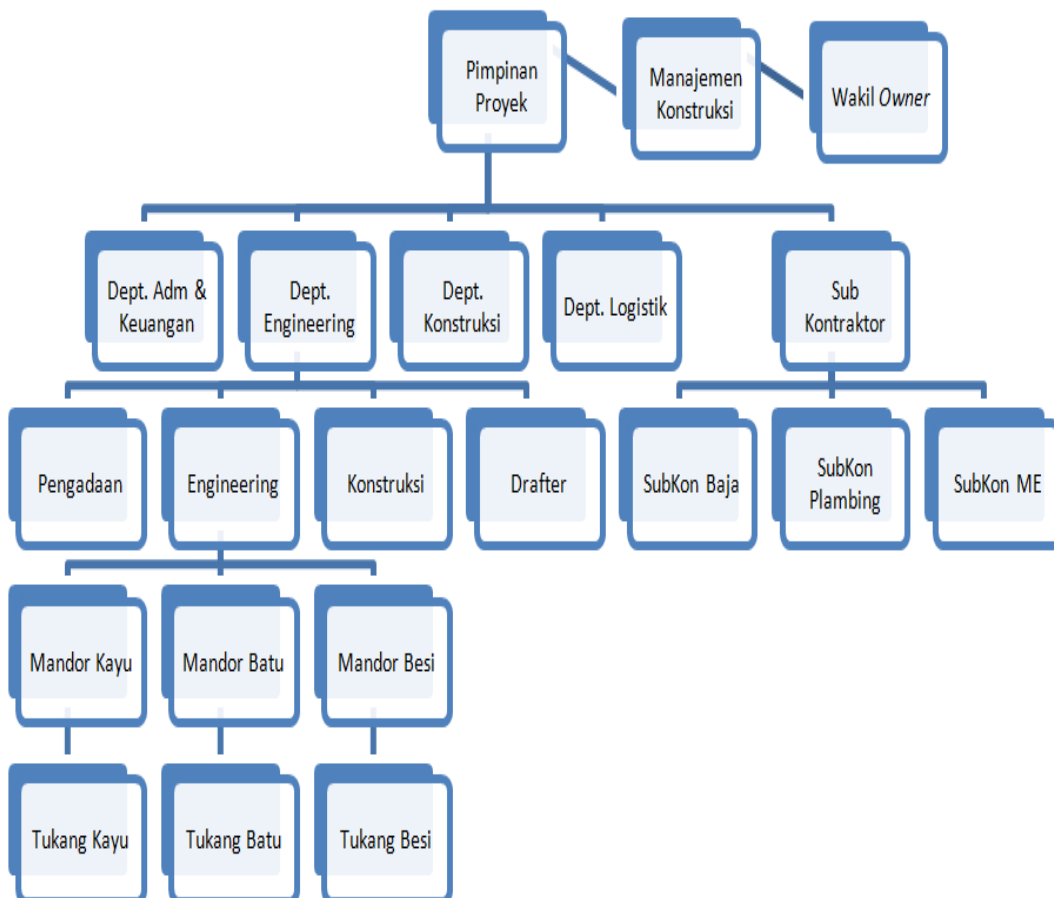 Pimpinan
Proyek
Manajemen
Konstruksi
Wakil Owner
Dept. Adm &
Keuangan
Dept.
Engineering
Dept.
Konstruksi
Dept. Logistik
Sub
Kontraktor
Pengadaan
Engineering
Konstruksi
Drafter
SubKon Baja
SubKon
Plambing
SubKon ME
Mandor Kayu
Mandor Batu
Mandor Besi
Tukang Kayu
Tukang Batu
Tukang Besi